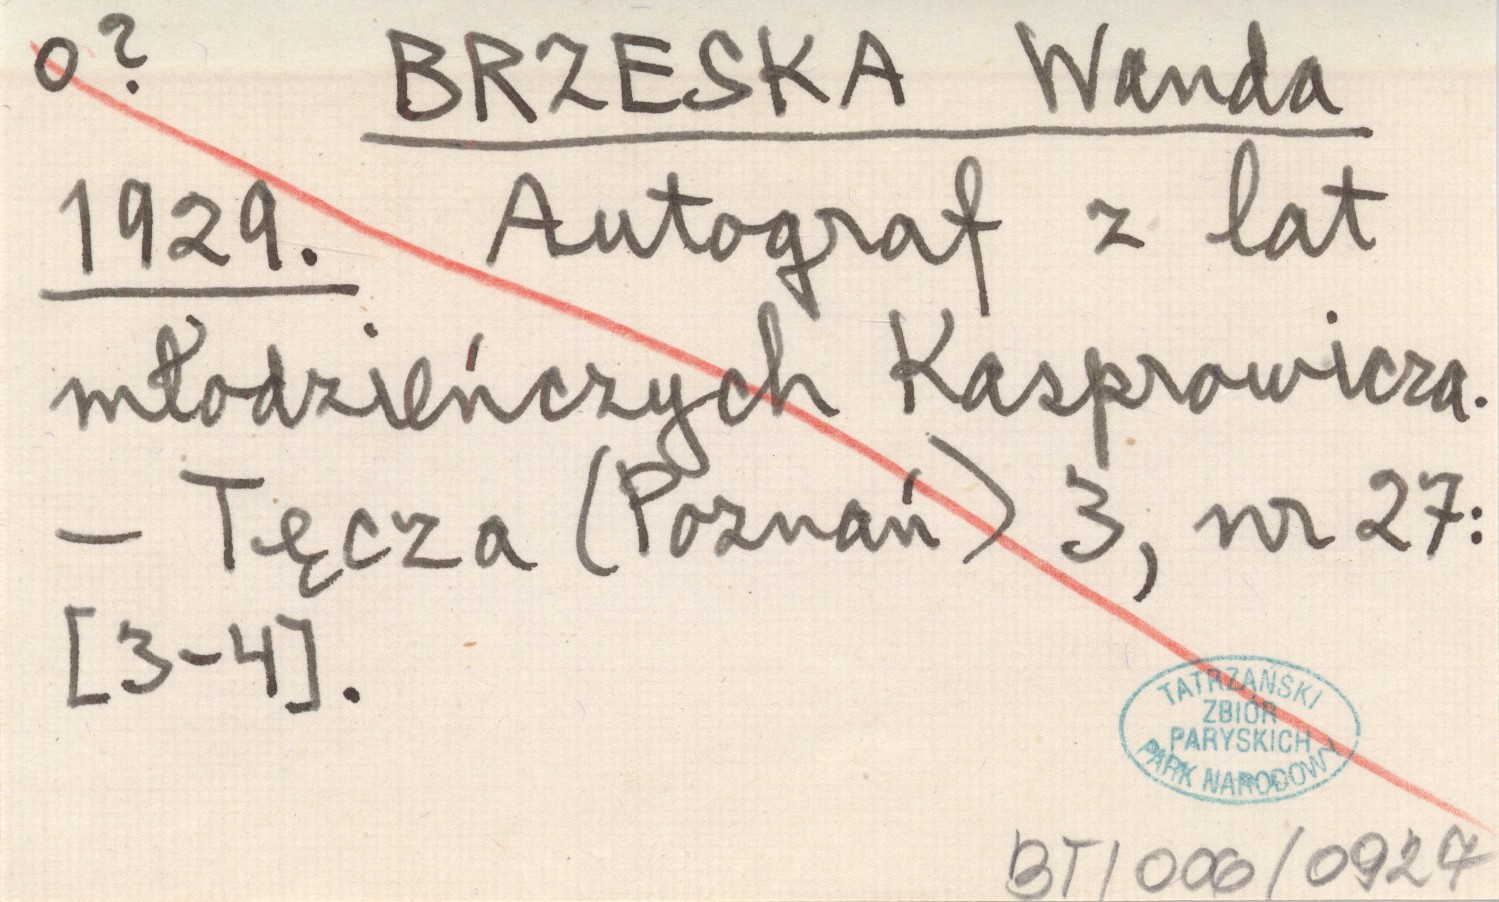 o? BRZESKA Wanda
1929. Autograf z lat
młodzieńczych Kasprowicza.
— Tęcza (Poznań) 3, nr 27:
[3-4].
TATRZAŃSKI
ZBIÓR
PARYSKICH
PARK NARODOWY
BT/006/0927